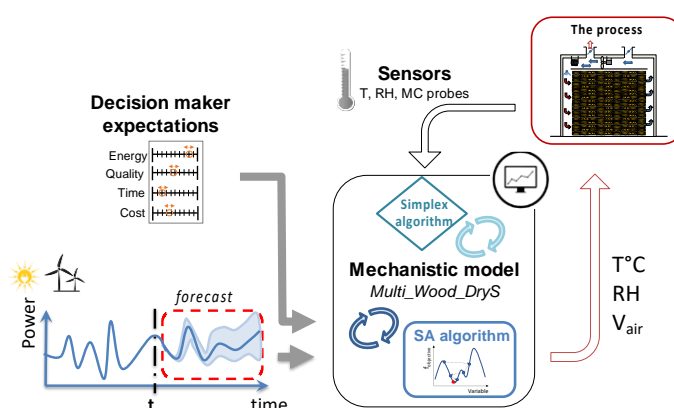 The process
Sensors
T, RH, MC probes
Decision maker
expectations
Energy
Quality
Time
Cost
Simplex
algorithm
Mechanistic model
Multi_Wood_DryS
SA algorithm
f objective
Variable
T°C
RH
Vair
forecast
Power
t
time